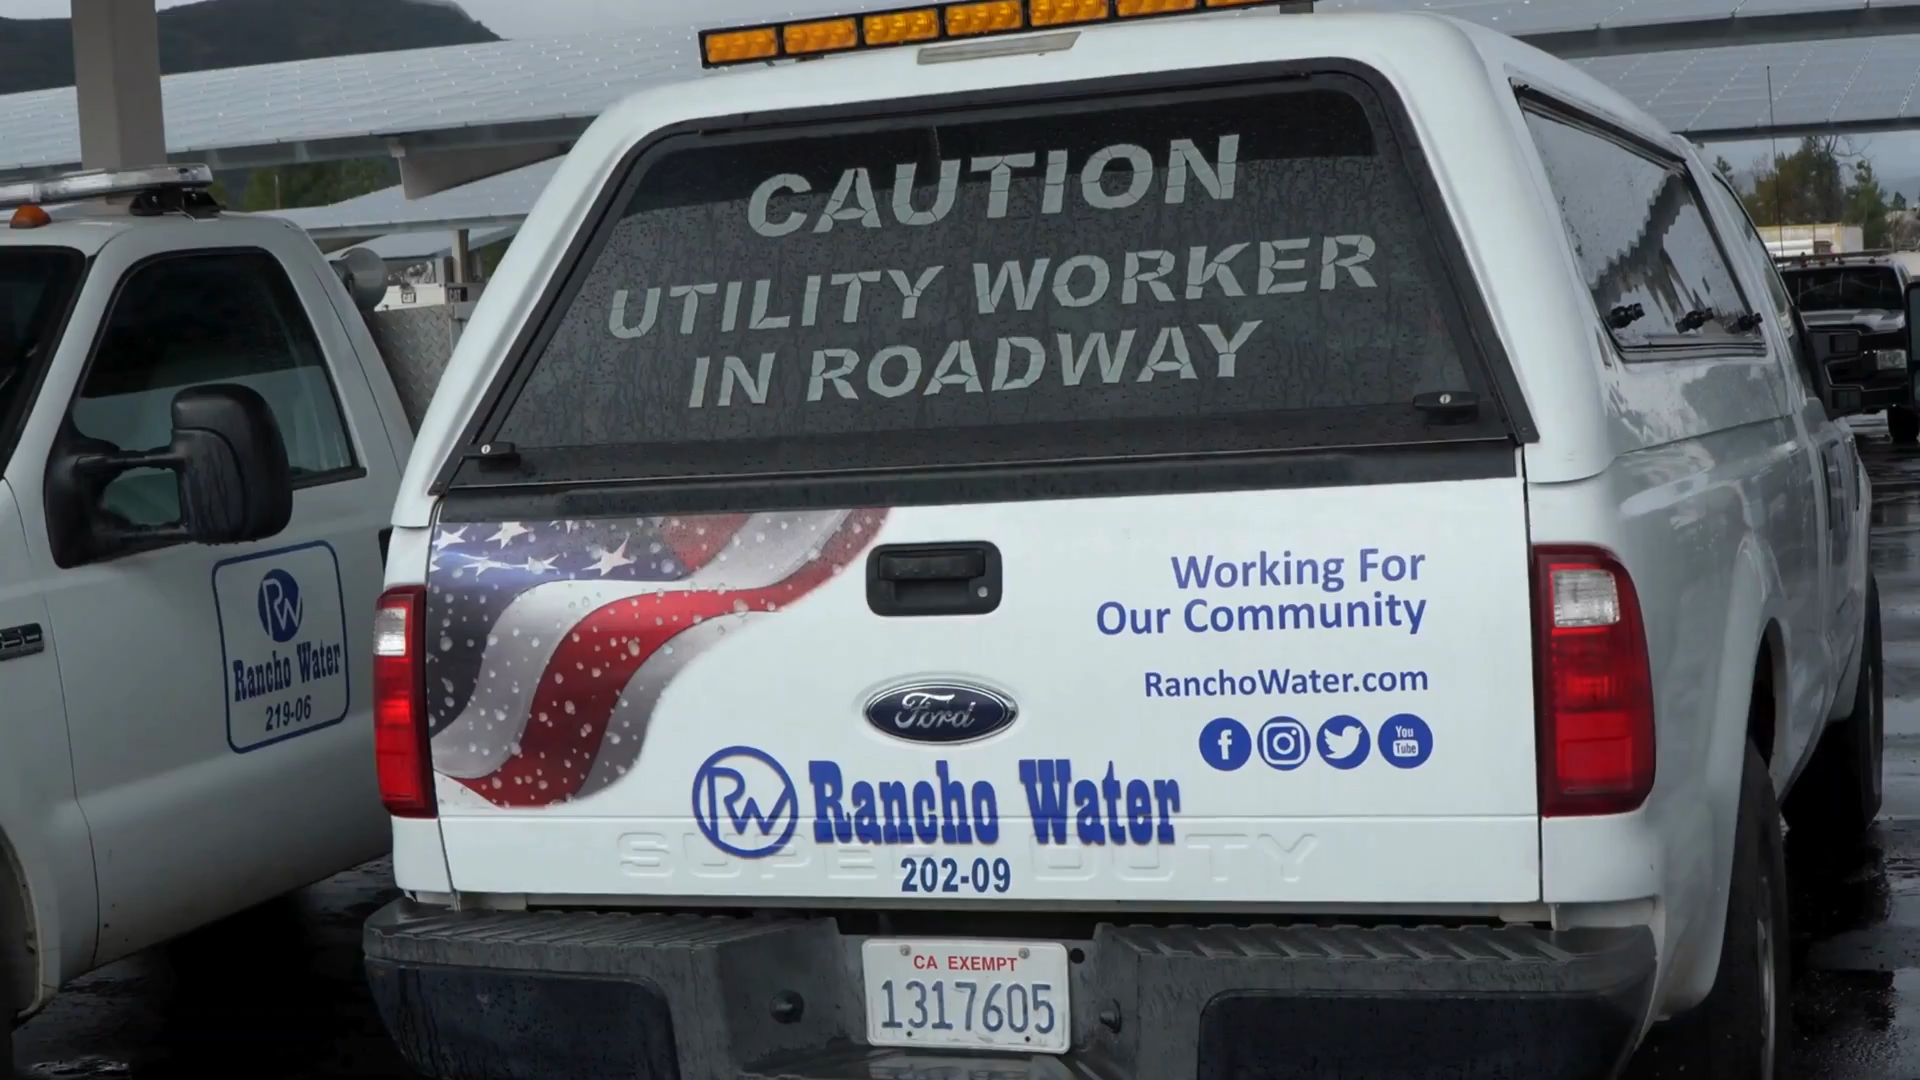 CAUTION
UTILITY WORKER
IN ROADWAY
Working For
Our Community
RanchoWater.com
f
You
Tube
Ford
RW Rancho Water
SUPER DUTY
202-09
CA EXEMPT
1317605
RW
Rancho Water
219-06
CAT